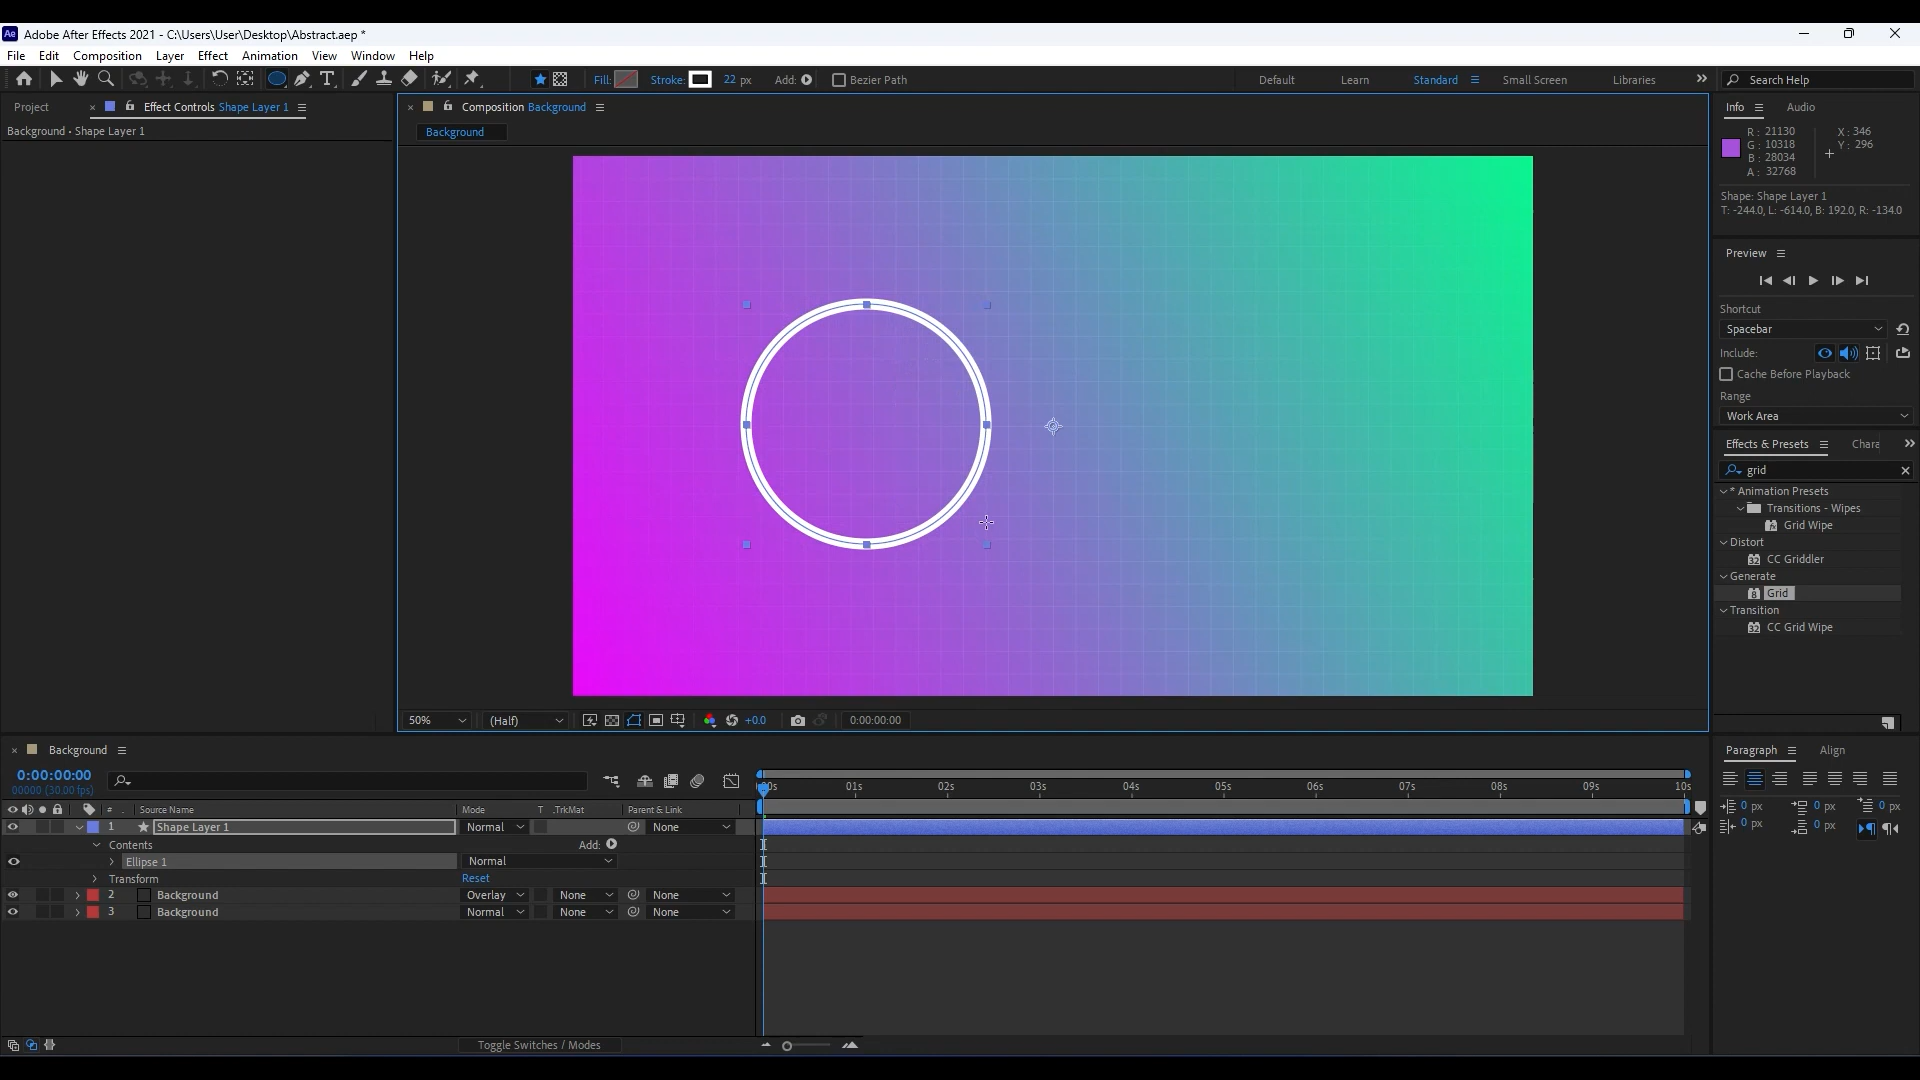 Ae Adobe After Effects 2021 - C:\Users\User\Desktop\Abstract.aep *
File Edit Composition Layer Effect Animation View Window Help
Fill: Stroke: 22 px Add: Bezier Path Default Learn Standard Small Screen Libraries Search Help
Project Effect Controls Shape Layer 1
Background • Shape Layer 1
Composition Background
Background
Info Audio
R: 21130 X: 346
G: 10318 Y: 296
B: 28034
A: 32768
Shape: Shape Layer 1
T: -244.0, L: -614.0, B: 192.0, R: -134.0
Preview
Shortcut
Spacebar
Include:
Cache Before Playback
Range
Work Area
Effects & Presets Chara
grid
* Animation Presets
Transitions - Wipes
Grid Wipe
Distort
CC Griddler
Generate
Grid
Transition
CC Grid Wipe
50% (Half) +0.0 0:00:00:00
Paragraph Align
0 px 0 px 0 px
0 px 0 px
Background
0:00:00:00
00000 (30.00 fps)
01s 02s 03s 04s 05s 06s 07s 08s 09s 10s
# Source Name Mode T .TrkMat Parent & Link
1 Shape Layer 1 Normal None
Contents Add:
Ellipse 1 Normal
Transform Reset
2 Background Overlay None None
3 Background Normal None None
Toggle Switches / Modes